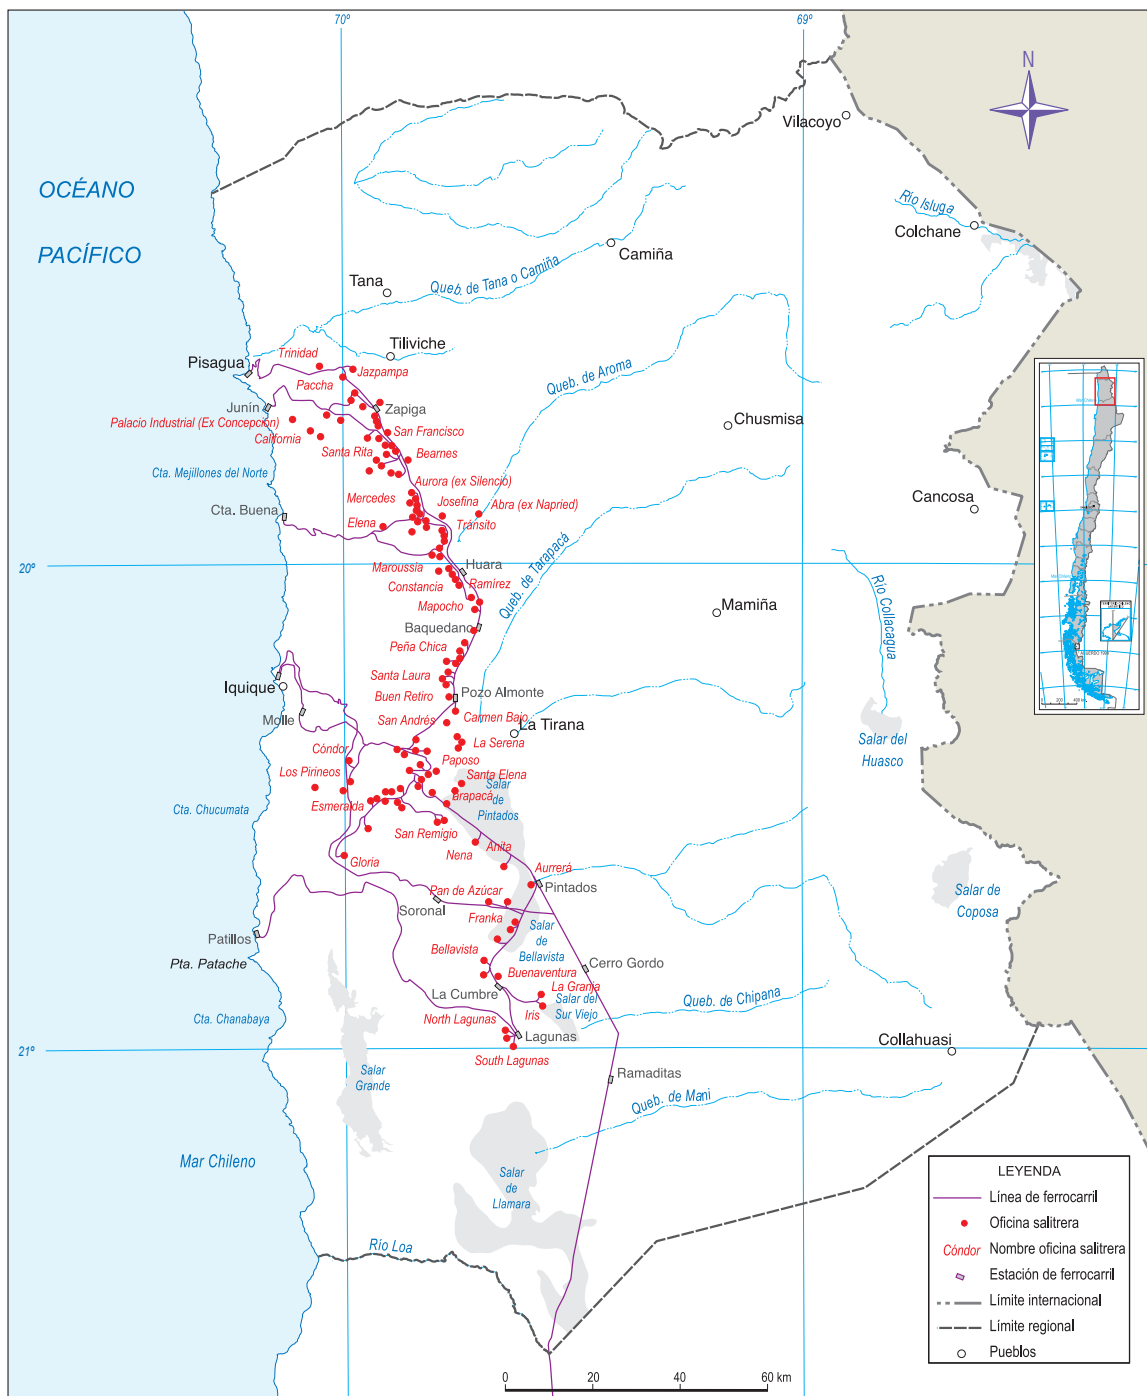 70°
69°
N
Vilacoyo
OCÉANO
PACÍFICO
Río Isluga
Colchane
Camiña
Queb. de Tana o Camiña
Tana
Tiliviche
Pisagua
Trinidad
Jazpampa
Paccha
Queb. de Aroma
Junín
Zapiga
Palacio Industrial (Ex Concepción)
California
San Francisco
Chusmisa
Santa Rita
Bearnes
Cta. Mejillones del Norte
Aurora (ex Silencio)
Mercedes
Josefina
Abra (ex Napried)
Cancosa
Cta. Buena
Elena
Tránsito
Queb. de Tarapacá
20°
Maroussia
Huara
Constancia
Ramírez
Río Collacagua
Mapocho
Mamiña
Baquedano
Peña Chica
Santa Laura
Iquique
Buen Retiro
Pozo Almonte
Molle
San Andrés
Carmen Bajo
La Tirana
La Serena
Salar del
Huasco
Cóndor
Paposo
Los Pirineos
Santa Elena
Salar
de
Pintados
Tarapacá
Cta. Chucumata
Esmeralda
San Remigio
Nena
Anita
Gloria
Aurrerá
Pintados
Pan de Azúcar
Soronal
Salar de
Coposa
Franka
Patillos
Salar
de
Bellavista
Pta. Patache
Bellavista
Buenaventura
Cerro Gordo
La Cumbre
La Granja
Salar del
Sur Viejo
Queb. de Chipana
Iris
Cta. Chanabaya
North Lagunas
Lagunas
Collahuasi
21°
South Lagunas
Salar
Grande
Ramaditas
Queb. de Mani
Mar Chileno
Salar
de
Llamara
Río Loa
LEYENDA
Línea de ferrocarril
Oficina salitrera
Cóndor Nombre oficina salitrera
Estación de ferrocarril
Límite internacional
Límite regional
Pueblos
0 20 40 60 km